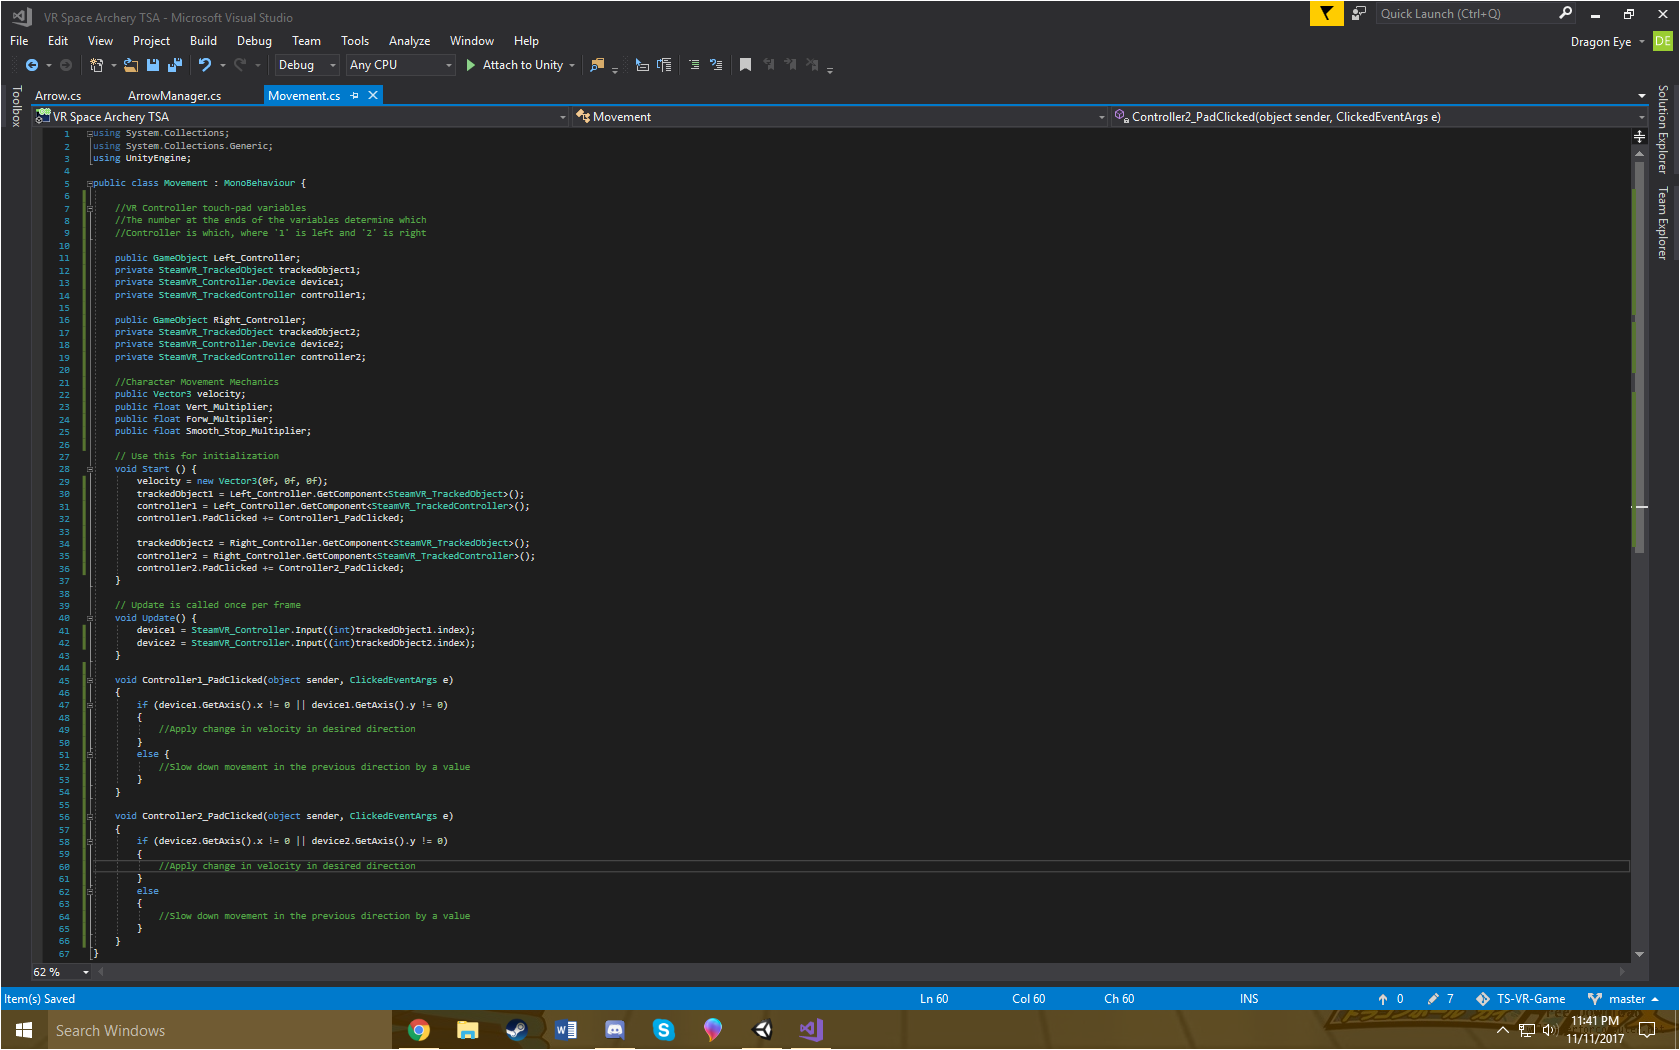 VR Space Archery TSA - Microsoft Visual Studio
Quick Launch (Ctrl+Q)
File Edit View Project Build Debug Team Tools Analyze Window Help
Dragon Eye DE
Debug Any CPU Attach to Unity
Toolbox
Solution Explorer
Team Explorer
Arrow.cs ArrowManager.cs Movement.cs
VR Space Archery TSA Movement Controller2_PadClicked(object sender, ClickedEventArgs e)
1 using System.Collections;
2 using System.Collections.Generic;
3 using UnityEngine;
4
5 public class Movement : MonoBehaviour {
6
7 //VR Controller touch-pad variables
8 //The number at the ends of the variables determine which
9 //Controller is which, where '1' is left and '2' is right
10
11 public GameObject Left_Controller;
12 private SteamVR_TrackedObject trackedObject1;
13 private SteamVR_Controller.Device device1;
14 private SteamVR_TrackedController controller1;
15
16 public GameObject Right_Controller;
17 private SteamVR_TrackedObject trackedObject2;
18 private SteamVR_Controller.Device device2;
19 private SteamVR_TrackedController controller2;
20
21 //Character Movement Mechanics
22 public Vector3 velocity;
23 public float Vert_Multiplier;
24 public float Forw_Multiplier;
25 public float Smooth_Stop_Multiplier;
26
27 // Use this for initialization
28 void Start () {
29 velocity = new Vector3(0f, 0f, 0f);
30 trackedObject1 = Left_Controller.GetComponent<SteamVR_TrackedObject>();
31 controller1 = Left_Controller.GetComponent<SteamVR_TrackedController>();
32 controller1.PadClicked += Controller1_PadClicked;
33
34 trackedObject2 = Right_Controller.GetComponent<SteamVR_TrackedObject>();
35 controller2 = Right_Controller.GetComponent<SteamVR_TrackedController>();
36 controller2.PadClicked += Controller2_PadClicked;
37 }
38
39 // Update is called once per frame
40 void Update() {
41 device1 = SteamVR_Controller.Input((int)trackedObject1.index);
42 device2 = SteamVR_Controller.Input((int)trackedObject2.index);
43 }
44
45 void Controller1_PadClicked(object sender, ClickedEventArgs e)
46 {
47 if (device1.GetAxis().x != 0 || device1.GetAxis().y != 0)
48 {
49 //Apply change in velocity in desired direction
50 }
51 else {
52 //Slow down movement in the previous direction by a value
53 }
54 }
55
56 void Controller2_PadClicked(object sender, ClickedEventArgs e)
57 {
58 if (device2.GetAxis().x != 0 || device2.GetAxis().y != 0)
59 {
60 //Apply change in velocity in desired direction
61 }
62 else
63 {
64 //Slow down movement in the previous direction by a value
65 }
66 }
67 }
62 %
Item(s) Saved Ln 60 Col 60 Ch 60 INS 0 7 TS-VR-Game master
Search Windows
11:41 PM
11/11/2017